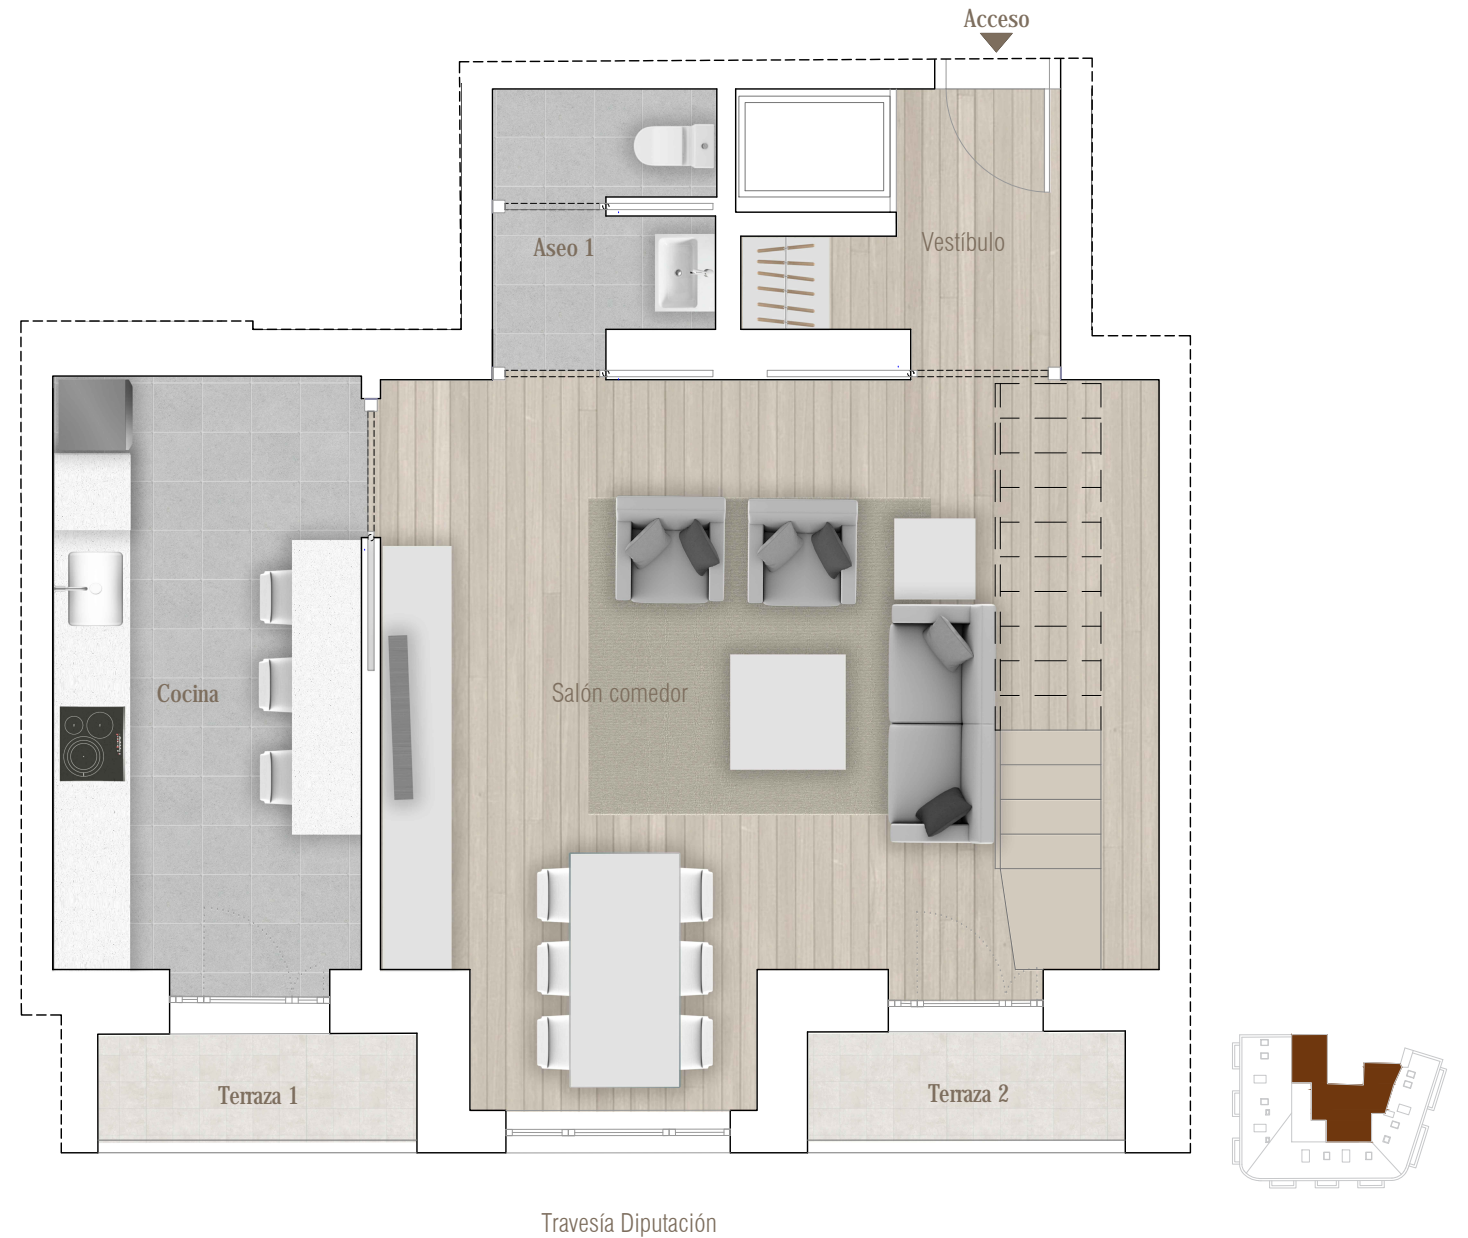 Acceso
Aseo 1
Vestíbulo
Cocina
Salón comedor
Terraza 1
Terraza 2
Travesía Diputación